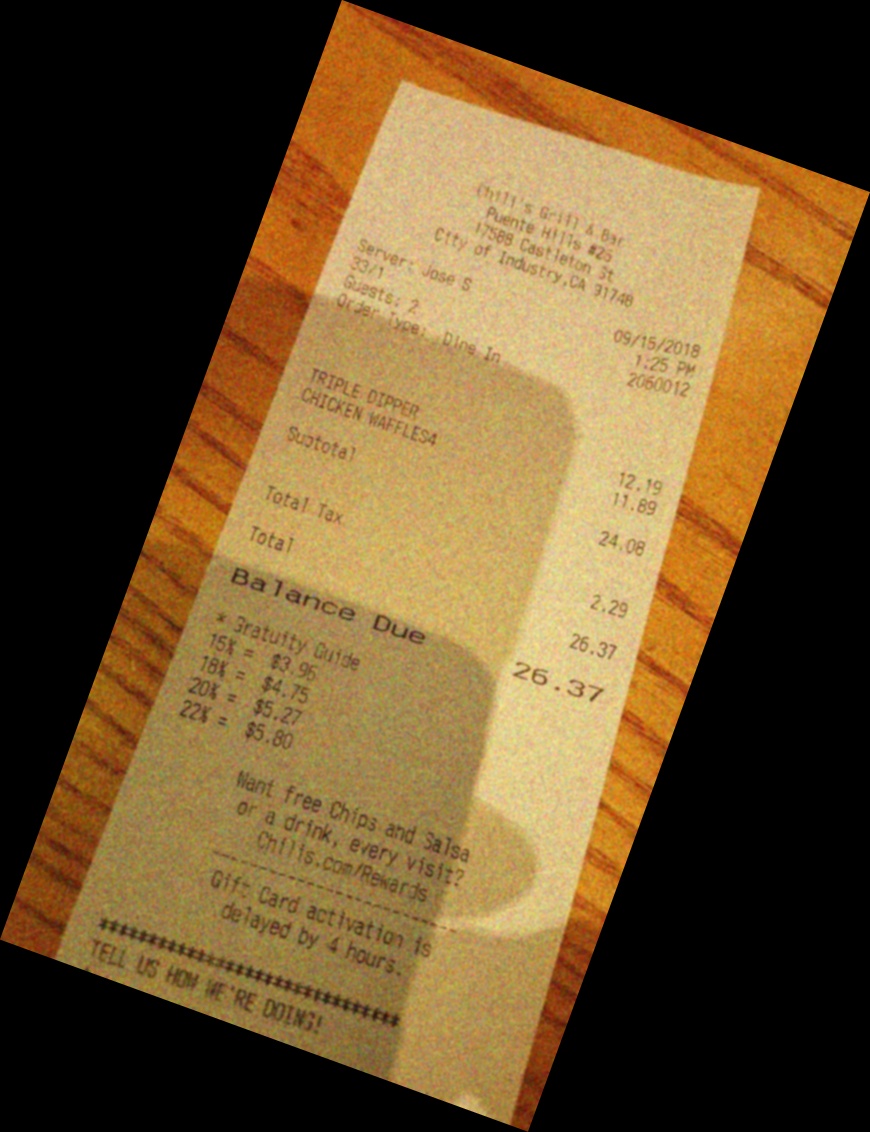 Chili's Grill & Bar
Puente Hills #26
17588 Castleton St
City of Industry,CA 91748
Server: Jose S 09/15/2018
33/1 1:25 PM
Guests: 2 2060012
Order Type: Dine In
TRIPLE DIPPER 12.19
CHICKEN WAFFLES4 11.89
Subtotal 24.08
Total Tax 2.29
Total 26.37
Balance Due 26.37
* Gratuity Guide
15% = $3.96
18% = $4.75
20% = $5.27
22% = $5.80
Want free Chips and Salsa
or a drink, every visit?
Chilis.com/Rewards
--------------------------
Gift Card activation is
delayed by 4 hours.
******************************
TELL US HOW WE'RE DOING!